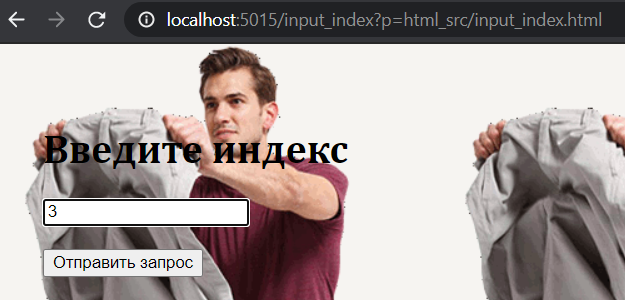 localhost:5015/input_index?p=html_src/input_index.html
Введите индекс
3
Отправить запрос